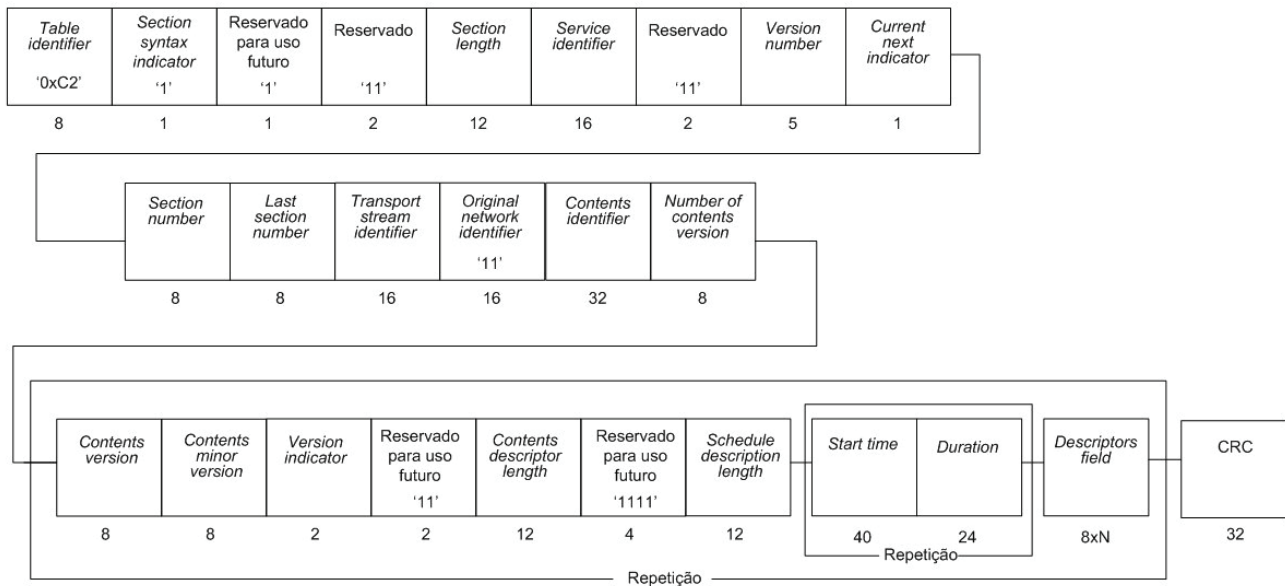 Table identifier '0xC2'
Section syntax indicator '1'
Reservado para uso futuro '1'
Reservado '11'
Section length
Service identifier
Reservado '11'
Version number
Current next indicator
8 1 1 2 12 16 2 5 1
Section number
Last section number
Transport stream identifier
Original network identifier '11'
Contents identifier
Number of contents version
8 8 16 16 32 8
Contents version
Contents minor version
Version indicator
Reservado para uso futuro '11'
Contents descriptor length
Reservado para uso futuro '1111'
Schedule description length
Start time
Duration
Descriptors field
CRC
8 8 2 2 12 4 12 40 24 8xN 32
Repetição
Repetição